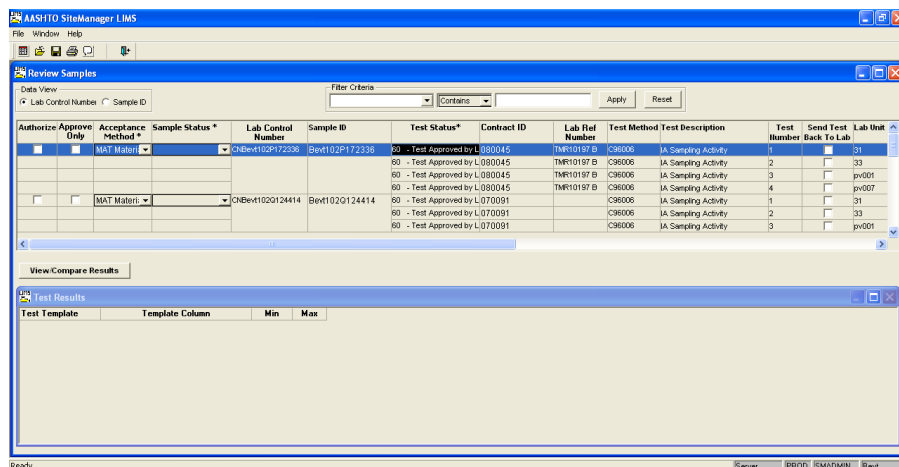 AASHTO SiteManager LIMS
File Window Help
Review Samples
Data View
Lab Control Number Sample ID
Filter Criteria
Contains
Apply Reset
Authorize Approve Only Acceptance Method * Sample Status * Lab Control Number Sample ID Test Status* Contract ID Lab Ref Number Test Method Test Description Test Number Send Test Back To Lab Lab Unit
MAT Materi: CNBevt102P172336 Bevt102P172336 60 - Test Approved by L 080045 TMR10197 B C96006 IA Sampling Activity 1 31
60 - Test Approved by L 080045 TMR10197 B C96006 IA Sampling Activity 2 33
60 - Test Approved by L 080045 TMR10197 B C96006 IA Sampling Activity 3 pv001
60 - Test Approved by L 080045 TMR10197 B C96006 IA Sampling Activity 4 pv007
MAT Materi: CNBevt102Q124414 Bevt102Q124414 60 - Test Approved by L 070091 C96006 IA Sampling Activity 1 31
60 - Test Approved by L 070091 C96006 IA Sampling Activity 2 33
60 - Test Approved by L 070091 C96006 IA Sampling Activity 3 pv001
View/Compare Results
Test Results
Test Template Template Column Min Max
Ready Server PROD SMADMIN Bevt